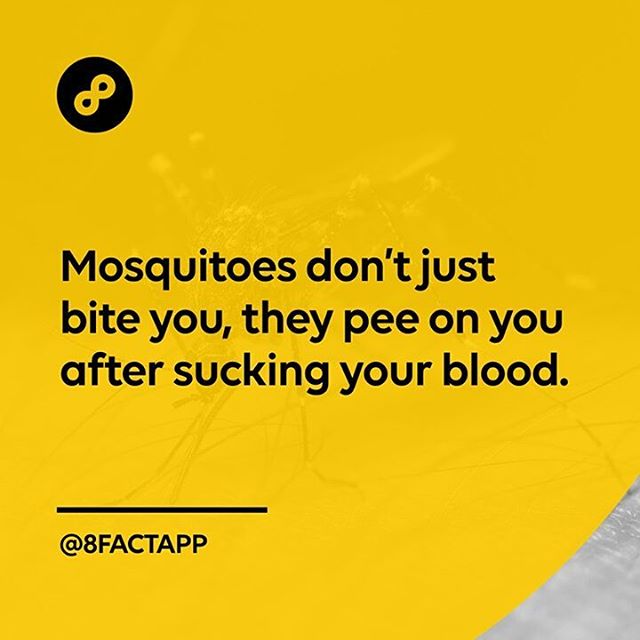 Mosquitoes don't just
bite you, they pee on you
after sucking your blood.
@8FACTAPP